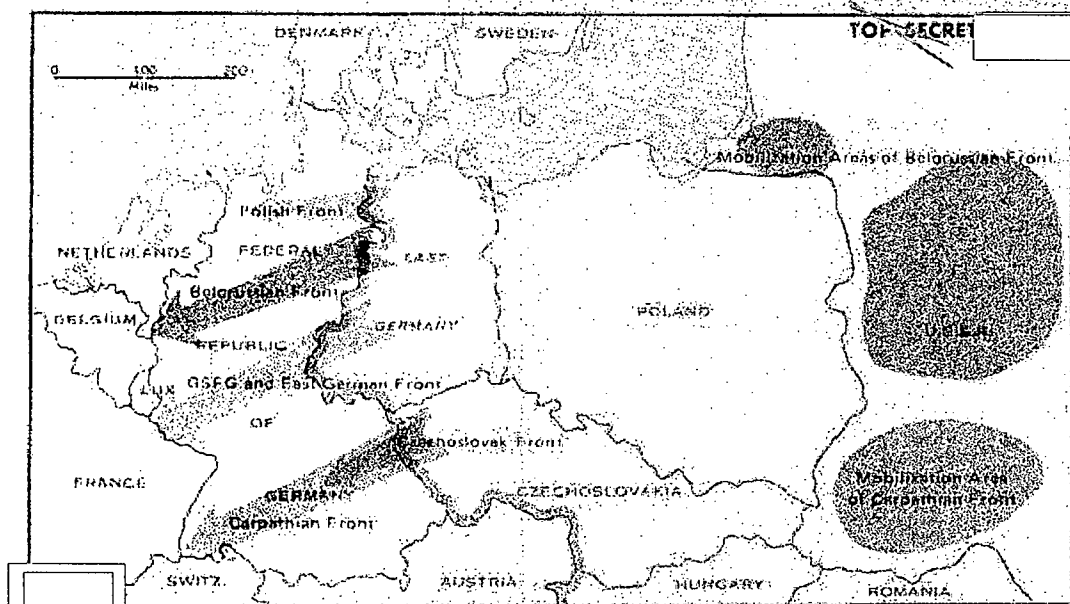 DENMARK
SWEDEN
TOP SECRET
0 100 200
Miles
Mobilization Areas of Belorussian Front
Polish Front
NETHERLANDS
FEDERAL
EAST
Belorussian Front
BELGIUM
GERMANY
POLAND
U.S.S.R.
REPUBLIC
LUX
GSFG and East German Front
OF
Czechoslovak Front
FRANCE
GERMANY
CZECHOSLOVAKIA
Mobilization Area
of Carpathian Front
Carpathian Front
SWITZ.
AUSTRIA
HUNGARY
ROMANIA